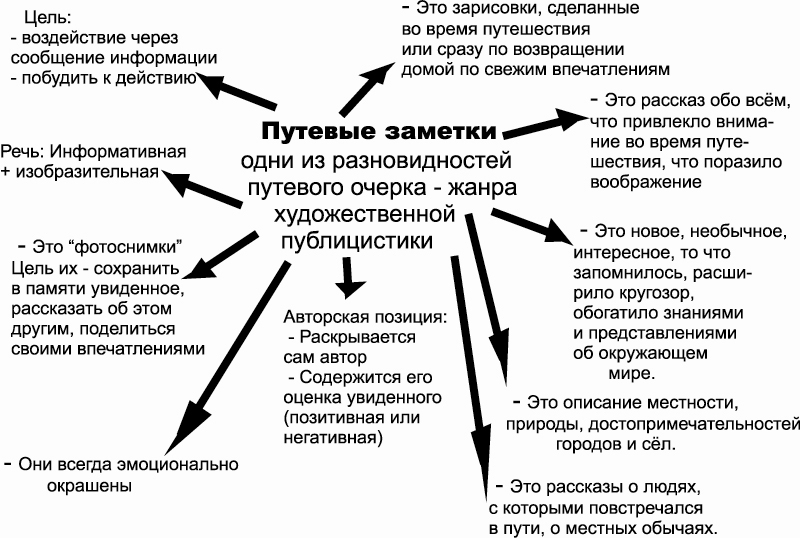 Цель:
- воздействие через
сообщение информации
- побудить к действию
- Это зарисовки, сделанные
во время путешествия
или сразу по возвращении
домой по свежим впечатлениям
Путевые заметки
одни из разновидностей
путевого очерка - жанра
художественной
публицистики
- Это рассказ обо всём,
что привлекло внима-
ние во время путе-
шествия, что поразило
воображение
Речь: Информативная
+ изобразительная
- Это “фотоснимки”
Цель их - сохранить
в памяти увиденное,
рассказать об этом
другим, поделиться
своими впечатлениями
- Это новое, необычное,
интересное, то что
запомнилось, расши-
рило кругозор,
обогатило знаниями
и представлениями
об окружающем
мире.
Авторская позиция:
- Раскрывается
сам автор
- Содержится его
оценка увиденного
(позитивная или
негативная)
- Это описание местности,
природы, достопримечательностей
городов и сёл.
- Они всегда эмоционально
окрашены
- Это рассказы о людях,
с которыми повстречался
в пути, о местных обычаях.